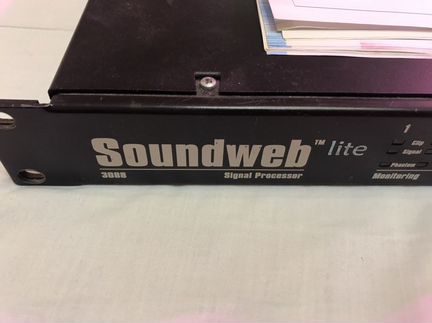 Soundweb™ lite
3088 Signal Processor
1
Clip
Signal
Phantom
Monitoring